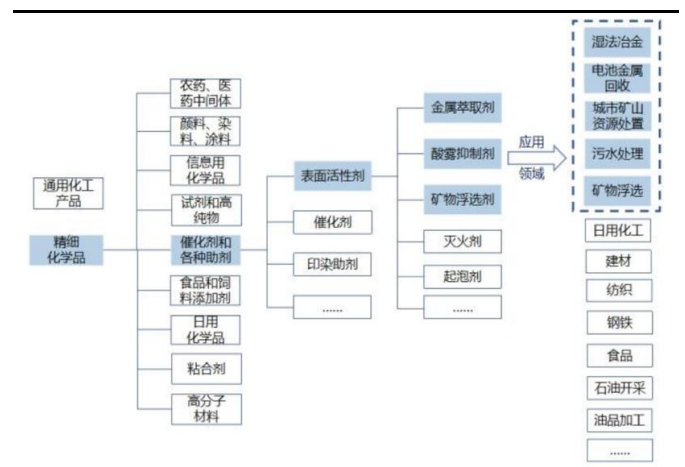 通用化工
产品
精细
化学品
农药、医
药中间体
颜料、染
料、涂料
信息用
化学品
试剂和高
纯物
催化剂和
各种助剂
食品和饲
料添加剂
日用
化学品
粘合剂
高分子
材料
表面活性剂
催化剂
印染助剂
......
金属萃取剂
酸雾抑制剂
矿物浮选剂
灭火剂
起泡剂
......
应用
领域
湿法冶金
电池金属
回收
城市矿山
资源处置
污水处理
矿物浮选
日用化工
建材
纺织
钢铁
食品
石油开采
油品加工
......